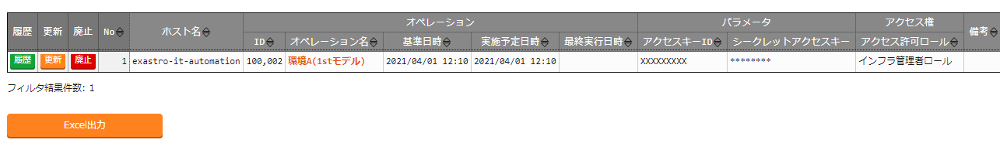 履歴 更新 廃止 No ホスト名 オペレーション パラメータ アクセス権 備考
ID オペレーション名 基準日時 実施予定日時 最終実行日時 アクセスキーID シークレットアクセスキー アクセス許可ロール
履歴 更新 廃止 1 exastro-it-automation 100,002 環境A(1stモデル) 2021/04/01 12:10 2021/04/01 12:10 XXXXXXXXX ******** インフラ管理者ロール
フィルタ結果件数: 1
Excel出力